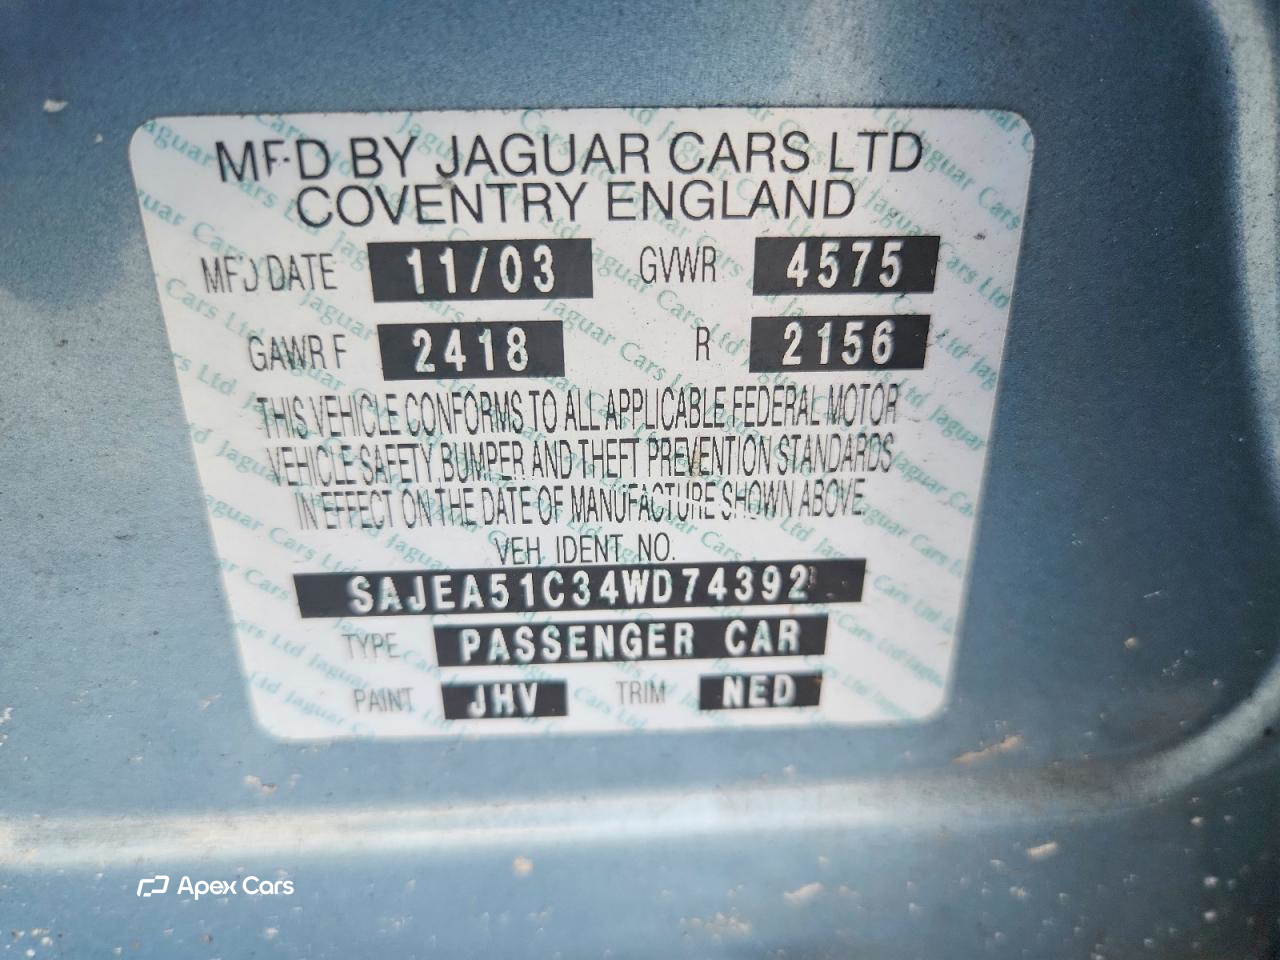 MFD BY JAGUAR CARS LTD
COVENTRY ENGLAND
MFD DATE 11/03 GVWR 4575
GAWR F 2418 R 2156
THIS VEHICLE CONFORMS TO ALL APPLICABLE FEDERAL MOTOR
VEHICLE SAFETY, BUMPER AND THEFT PREVENTION STANDARDS
IN EFFECT ON THE DATE OF MANUFACTURE SHOWN ABOVE.
VEH. IDENT. NO.
SAJEA51C34WD74392
TYPE PASSENGER CAR
PAINT JHV TRIM NED
Apex Cars